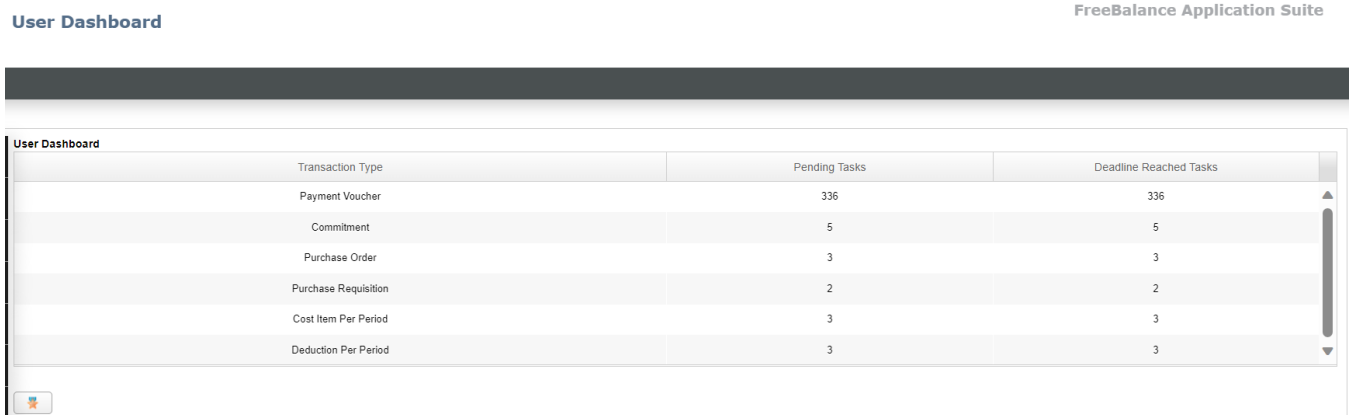 FreeBalance Application Suite
User Dashboard
User Dashboard
Transaction Type Pending Tasks Deadline Reached Tasks
Payment Voucher 336 336
Commitment 5 5
Purchase Order 3 3
Purchase Requisition 2 2
Cost Item Per Period 3 3
Deduction Per Period 3 3